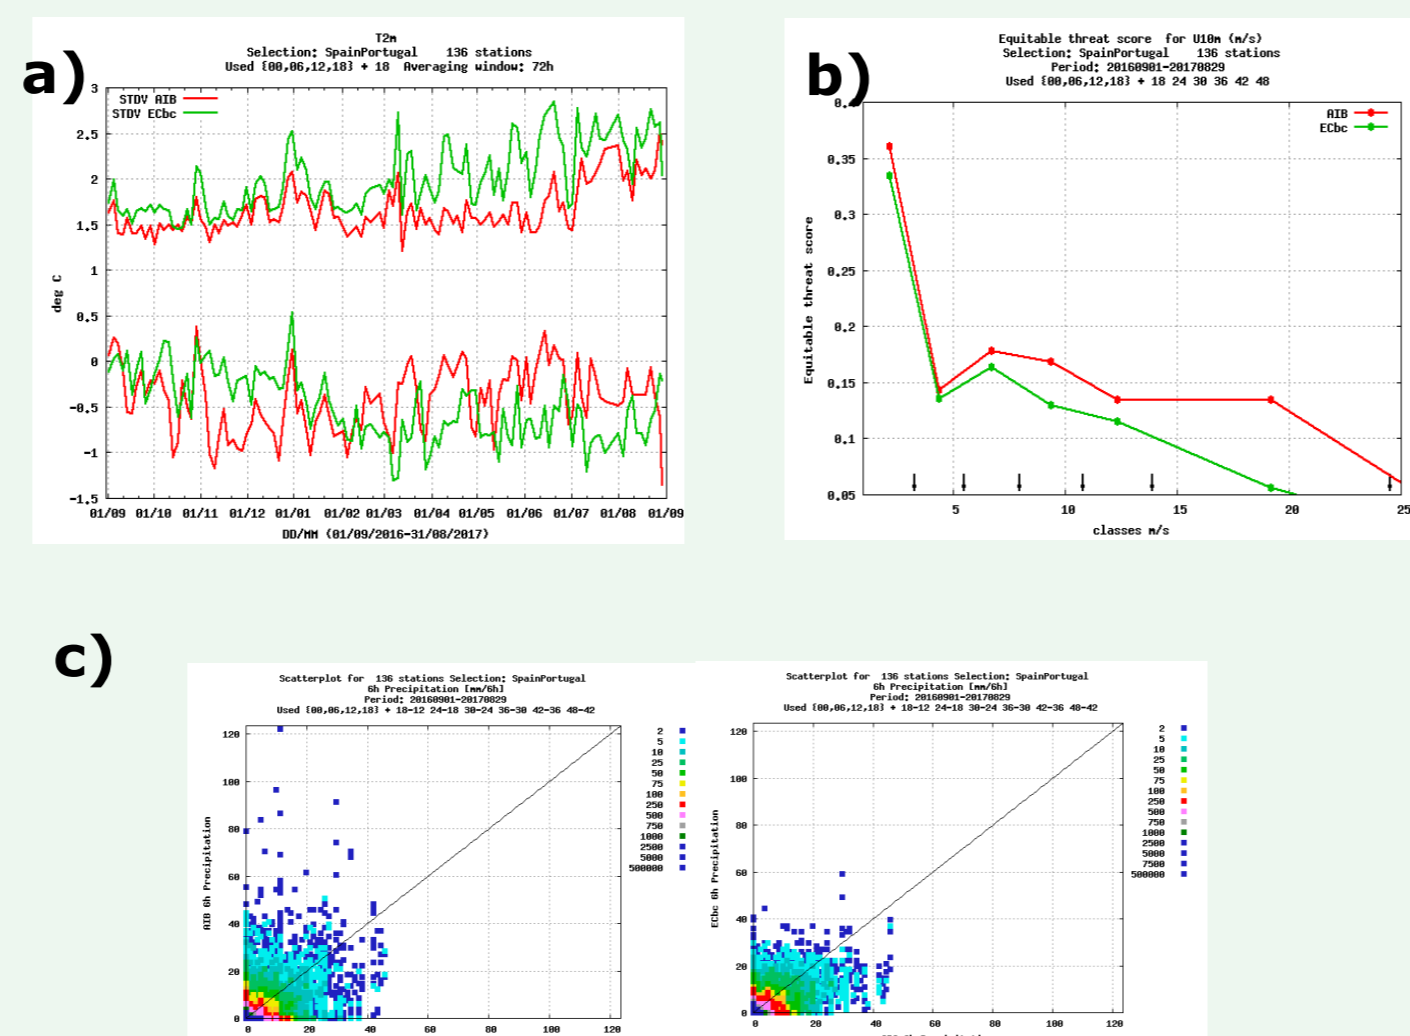 a)
T2m
Selection: SpainPortugal 136 stations
Used {00,06,12,18} + 18 Averaging window: 72h
STDV AIB
STDV ECbc
3
2.5
2
1.5
1
0.5
0
-0.5
-1
-1.5
deg C
01/09 01/10 01/11 01/12 01/01 01/02 01/03 01/04 01/05 01/06 01/07 01/08 01/09
DD/MM (01/09/2016-31/08/2017)
b)
Equitable threat score for U10m (m/s)
Selection: SpainPortugal 136 stations
Period: 20160901-20170829
Used {00,06,12,18} + 18 24 30 36 42 48
AIB
ECbc
0.4
0.35
0.3
0.25
0.2
0.15
0.1
0.05
Equitable threat score
5 10 15 20 25
classes m/s
c)
Scatterplot for 136 stations Selection: SpainPortugal
6h Precipitation [mm/6h]
Period: 20160901-20170829
Used {00,06,12,18} + 18-12 24-18 30-24 36-30 42-36 48-42
120
100
80
60
40
20
0
AIB 6h Precipitation
0 20 40 60 80 100 120
2
5
10
25
50
75
100
250
500
750
1000
2500
5000
500000
Scatterplot for 136 stations Selection: SpainPortugal
6h Precipitation [mm/6h]
Period: 20160901-20170829
Used {00,06,12,18} + 18-12 24-18 30-24 36-30 42-36 48-42
120
100
80
60
40
20
0
ECbc 6h Precipitation
0 20 40 60 80 100 120
2
5
10
25
50
75
100
250
500
750
1000
2500
5000
7500
500000